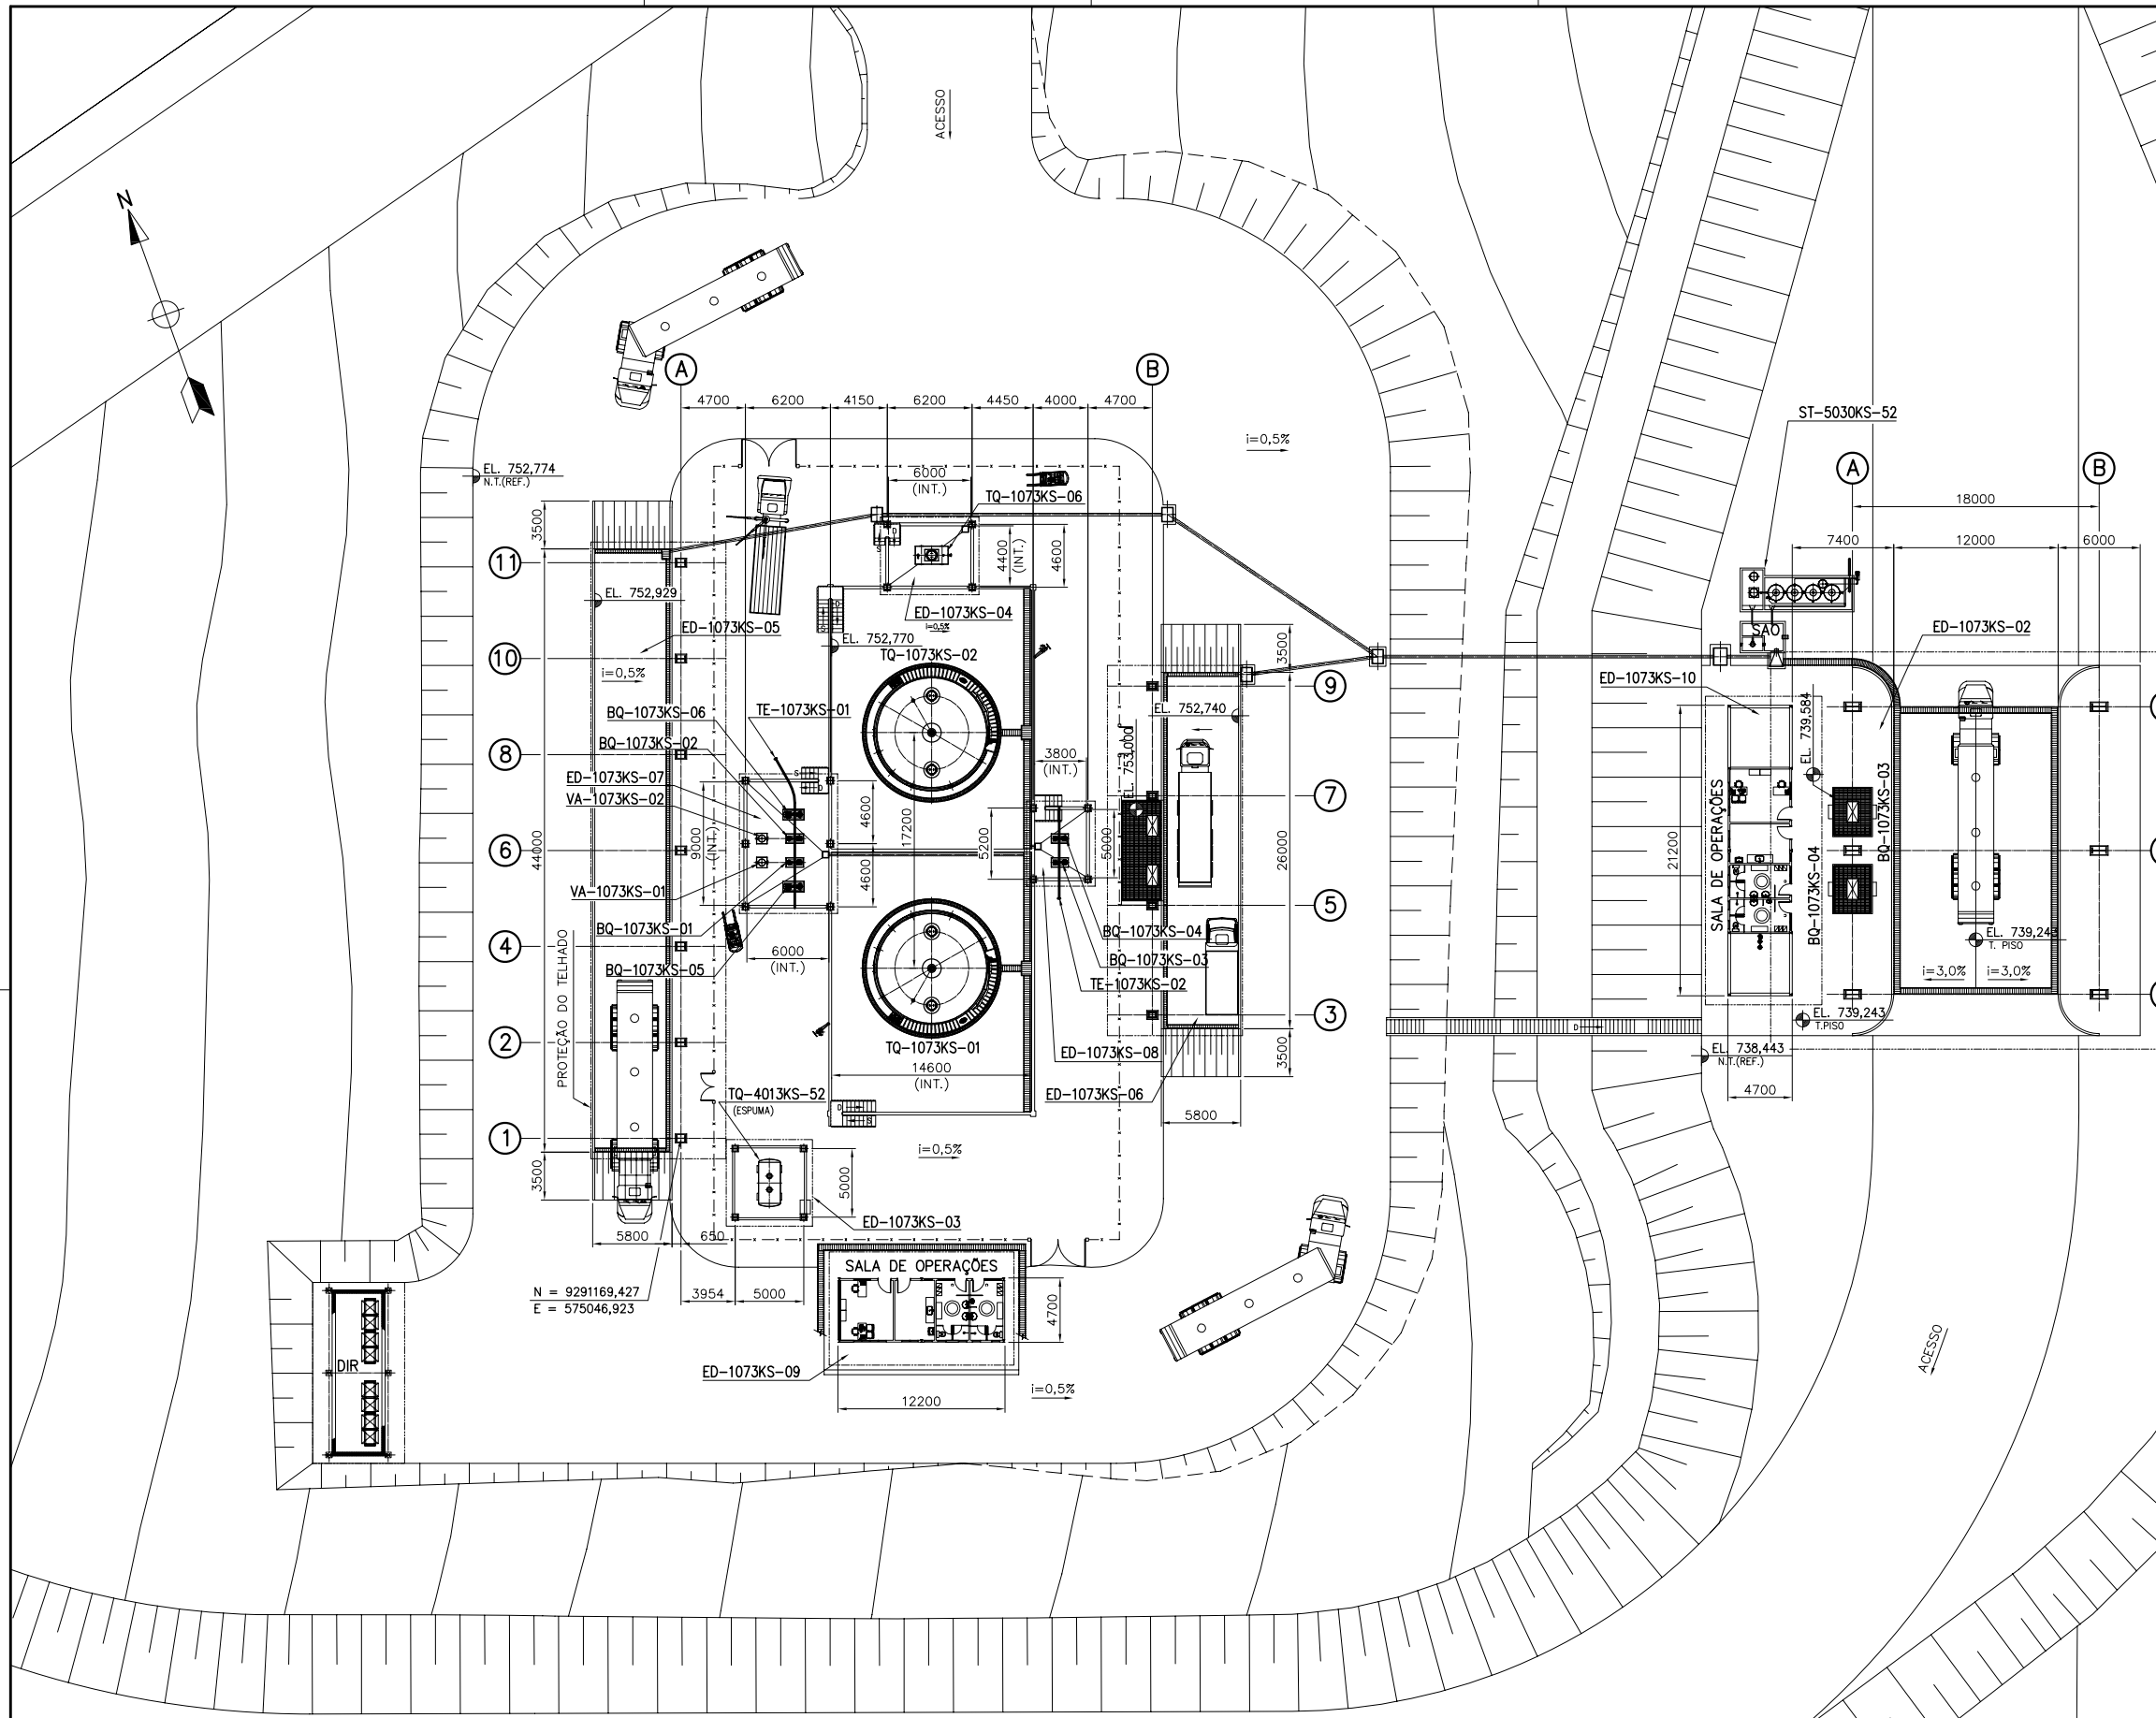 ACESSO
N
A
B
4700
6200
4150
6200
4450
4000
4700
ST-5030KS-52
i=0,5%
A
B
EL. 752,774
N.T.(REF.)
6000
(INT.)
TQ-1073KS-06
18000
3500
7400
12000
6000
11
4400
(INT.)
4600
EL. 752,929
ED-1073KS-04
i=0,5%
ED-1073KS-05
EL. 752,770
SAO
ED-1073KS-02
10
TQ-1073KS-02
3500
i=0,5%
ED-1073KS-10
9
BQ-1073KS-06
TE-1073KS-01
EL. 752,740
EL. 739,584
BQ-1073KS-02
8
3800
(INT.)
EL. 753,000
ED-1073KS-07
VA-1073KS-02
7
4600
9000
(INT.)
17200
5200
5000
44000
6
26000
21200
SALA DE OPERAÇÕES
BQ-1073KS-03
4600
VA-1073KS-01
5
BQ-1073KS-04
BQ-1073KS-01
BQ-1073KS-04
EL. 739,243
T. PISO
4
6000
(INT.)
BQ-1073KS-03
BQ-1073KS-05
TE-1073KS-02
i=3,0%
i=3,0%
PROTEÇÃO DO TELHADO
3
EL. 739,243
T.PISO
D
2
TQ-1073KS-01
ED-1073KS-08
EL. 738,443
N.T.(REF.)
14600
(INT.)
3500
TQ-4013KS-52
(ESPUMA)
ED-1073KS-06
4700
5800
1
i=0,5%
3500
5000
ED-1073KS-03
5800
650
SALA DE OPERAÇÕES
N = 9291169,427
E = 575046,923
3954
5000
4700
DIR
ED-1073KS-09
i=0,5%
12200
ACESSO